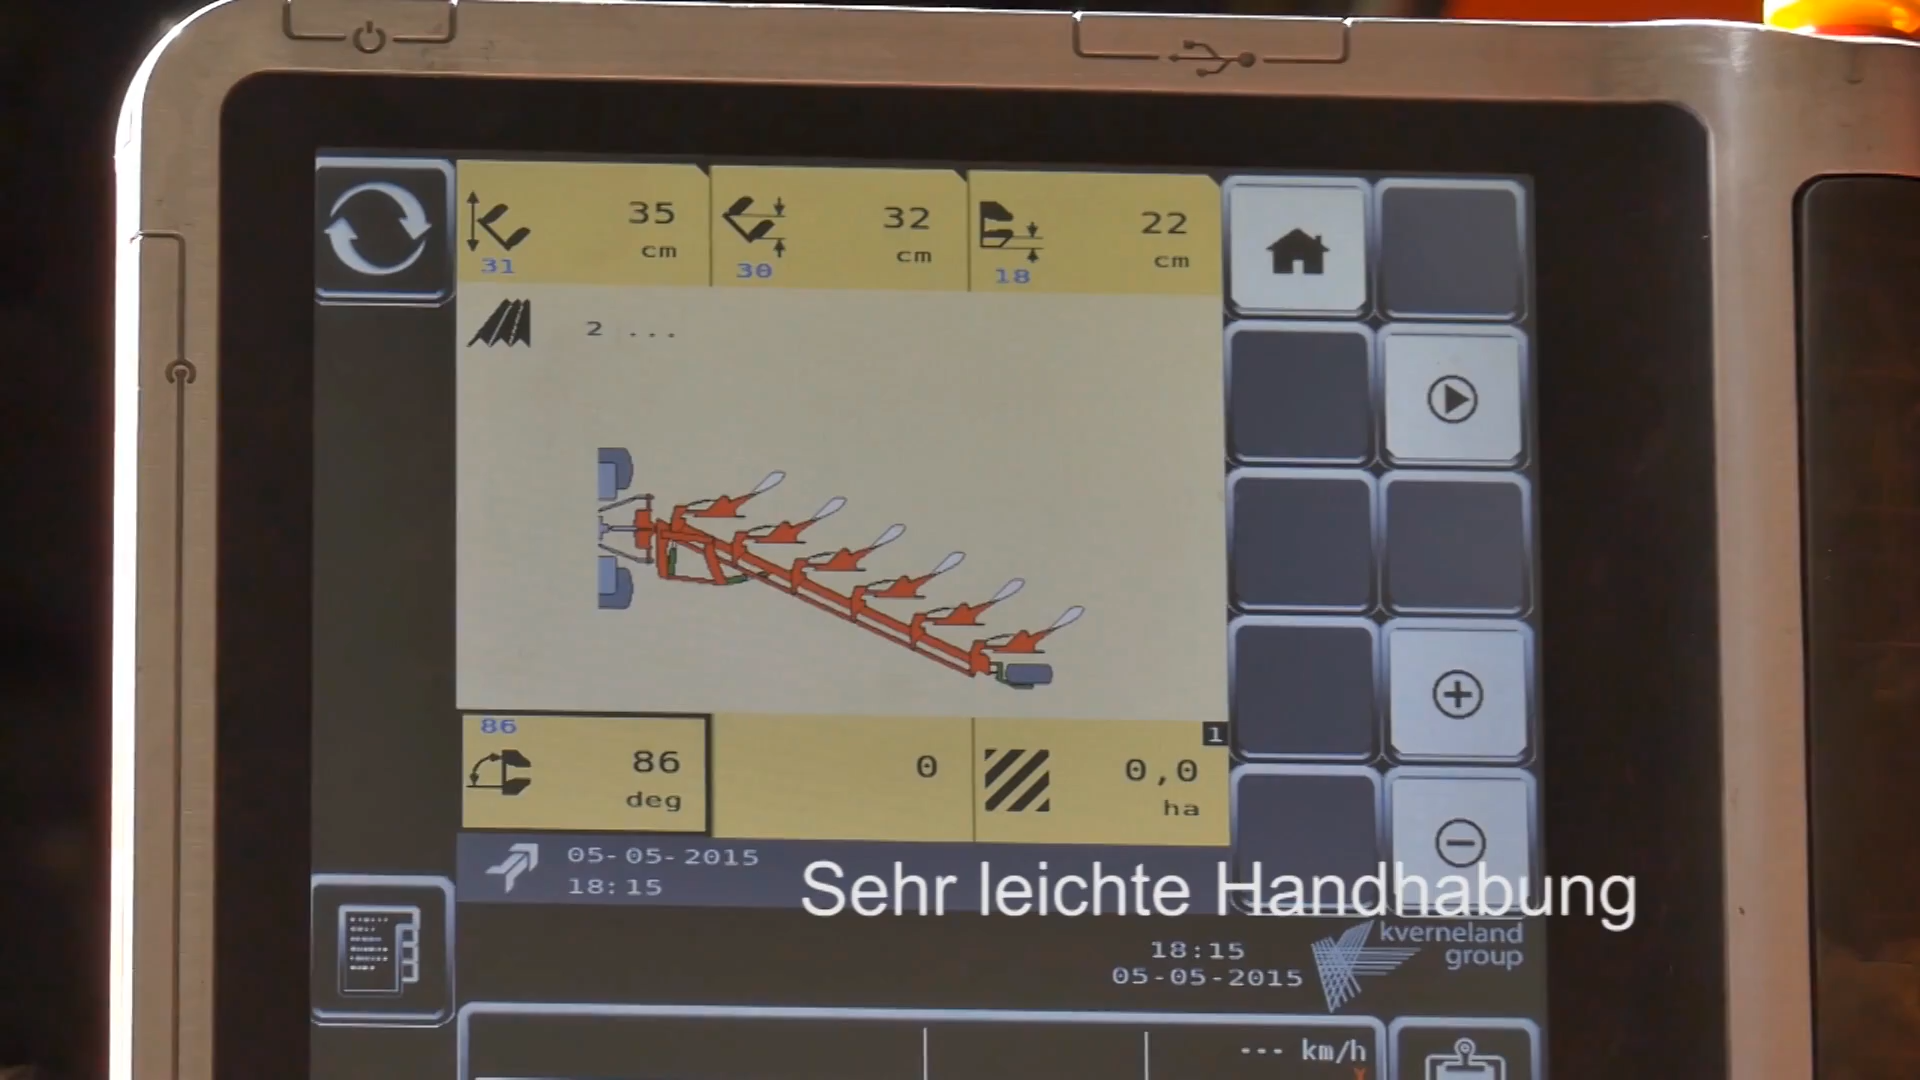 35
cm
31
32
cm
30
22
cm
18
2 ...
86
86
deg
0
1
0,0
ha
05-05-2015
18:15
Sehr leichte Handhabung
kverneland
group
18:15
05-05-2015
--- km/h